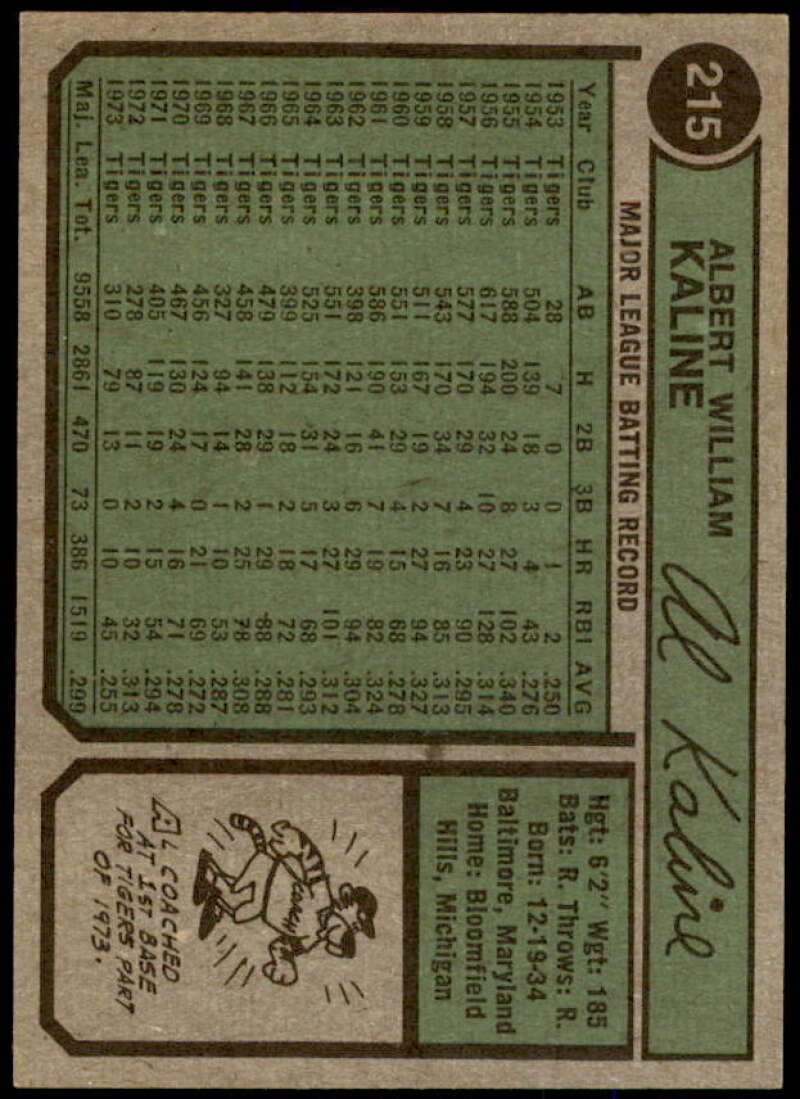 215
ALBERT WILLIAM
KALINE
Al Kaline
MAJOR LEAGUE BATTING RECORD
Year Club AB H 2B 3B HR RBI AVG
1953 Tigers 28 7 0 0 1 2 .250
1954 Tigers 504 139 18 3 4 43 .276
1955 Tigers 588 200 24 8 27 102 .340
1956 Tigers 617 194 32 10 27 128 .314
1957 Tigers 577 170 29 4 23 90 .295
1958 Tigers 543 170 34 7 16 85 .313
1959 Tigers 511 167 19 2 27 94 .327
1960 Tigers 551 153 29 4 15 68 .278
1961 Tigers 586 190 41 7 19 82 .324
1962 Tigers 398 121 16 6 29 94 .304
1963 Tigers 551 172 24 3 27 101 .312
1964 Tigers 525 154 31 5 17 68 .293
1965 Tigers 399 112 18 2 18 72 .281
1966 Tigers 479 138 29 1 29 88 .288
1967 Tigers 458 141 28 2 25 78 .308
1968 Tigers 327 94 14 1 10 53 .287
1969 Tigers 456 124 17 0 21 69 .272
1970 Tigers 467 130 24 4 16 71 .278
1971 Tigers 405 119 19 2 15 54 .294
1972 Tigers 278 87 11 2 10 32 .313
1973 Tigers 310 79 13 0 10 45 .255
Maj. Lea. Tot. 9558 2861 470 73 386 1519 .299
Hgt: 6'2" Wgt: 185
Bats: R. Throws: R.
Born: 12-19-34
Baltimore, Maryland
Home: Bloomfield
Hills, Michigan
AL COACHED
AT 1ST BASE
FOR TIGERS PART
OF 1973.